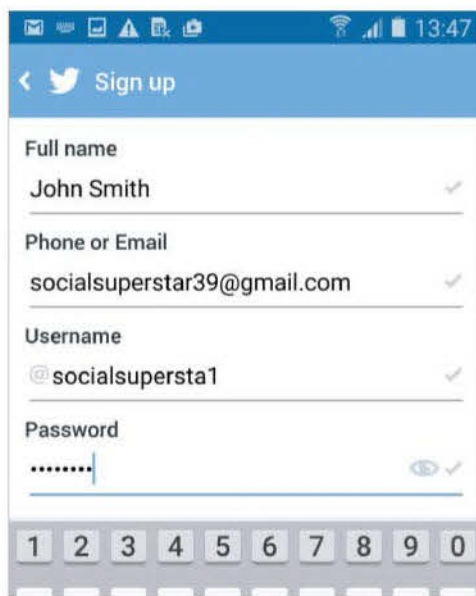 13:47
Sign up
Full name
John Smith
Phone or Email
socialsuperstar39@gmail.com
Username
@socialsupersta1
Password
••••••••
1 2 3 4 5 6 7 8 9 0